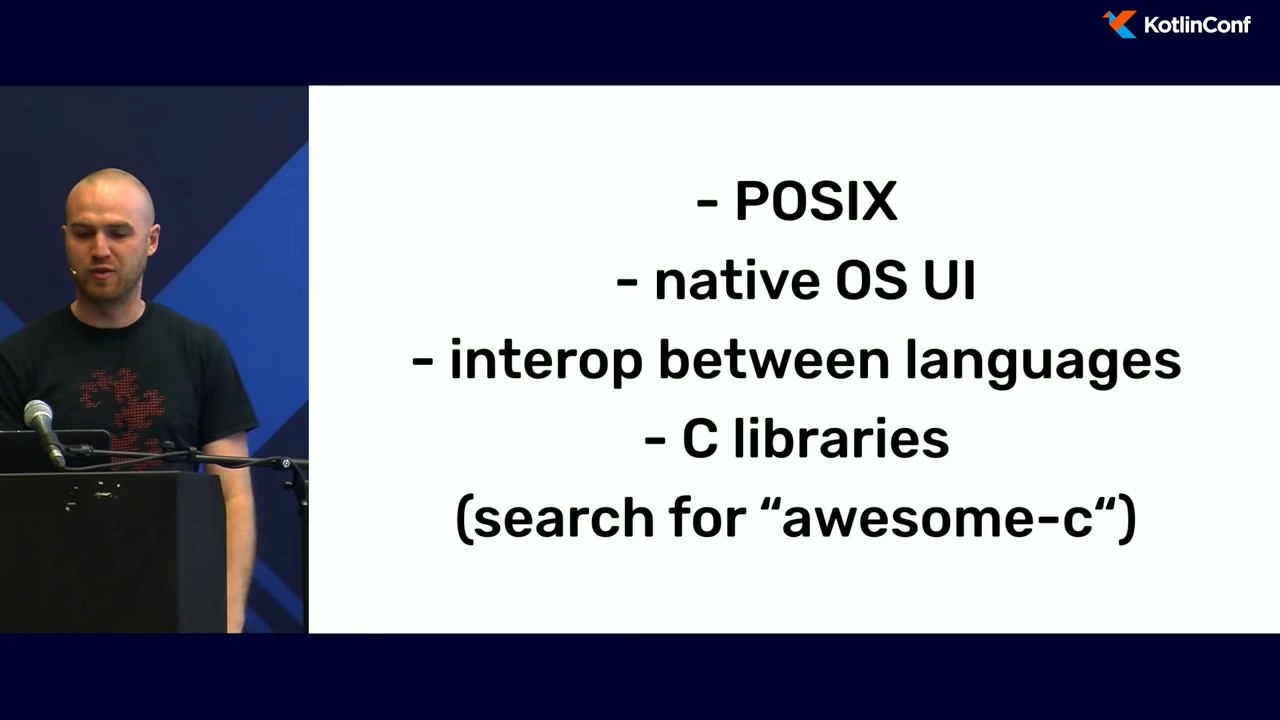 KotlinConf
- POSIX
- native OS UI
- interop between languages
- C libraries
(search for “awesome-c“)